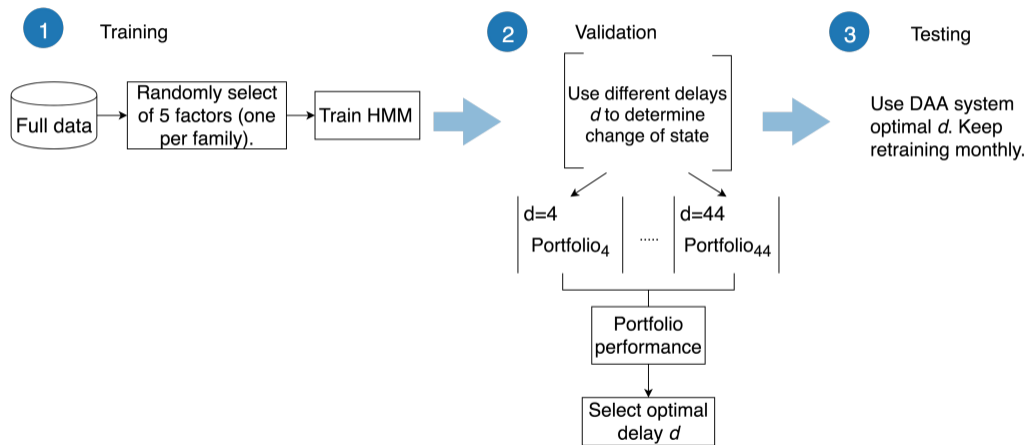 1
Training
Full data
Randomly select
of 5 factors (one
per family).
Train HMM
2
Validation
Use different delays
d to determine
change of state
d=4
Portfolio4
.....
d=44
Portfolio44
Portfolio
performance
Select optimal
delay d
3
Testing
Use DAA system
optimal d. Keep
retraining monthly.